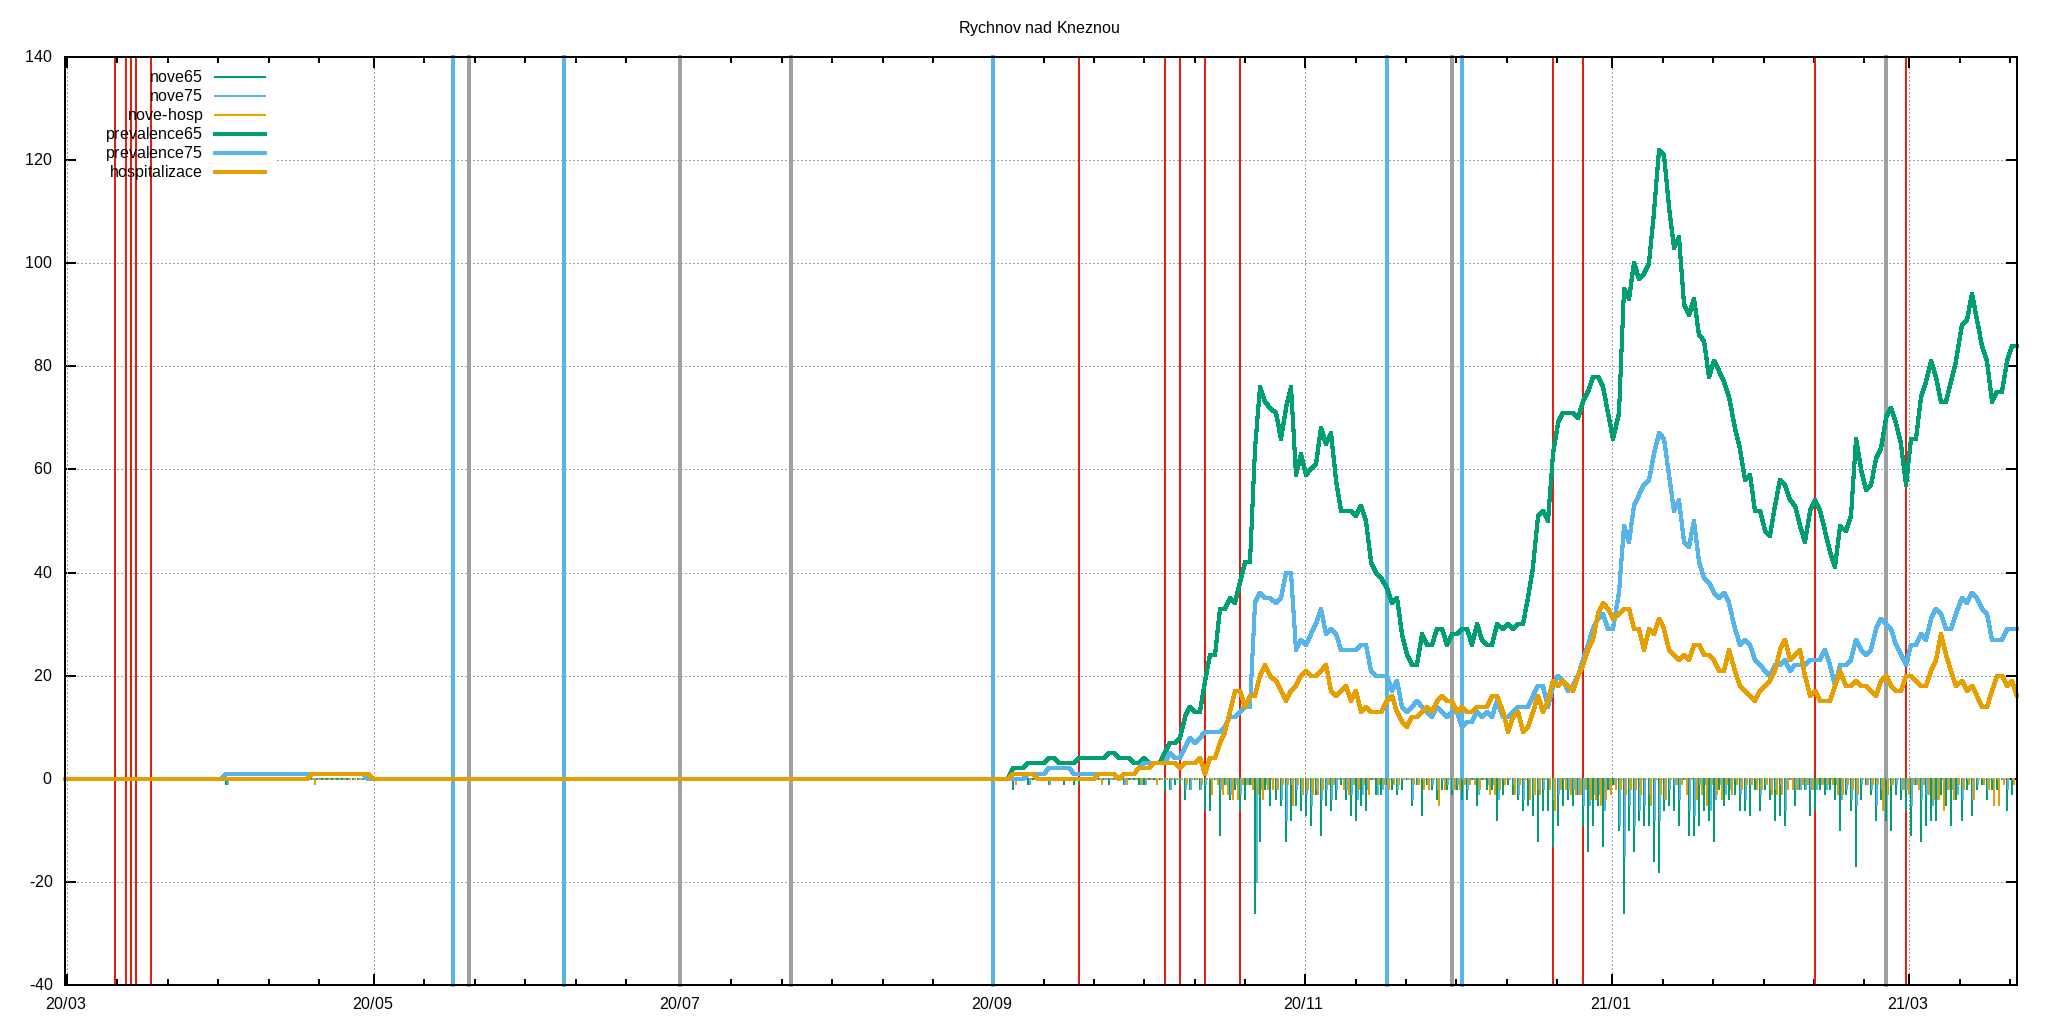 Rychnov nad Kneznou
140
120
100
80
60
40
20
0
-20
-40
nove65
nove75
nove-hosp
prevalence65
prevalence75
hospitalizace
20/03 20/05 20/07 20/09 20/11 21/01 21/03